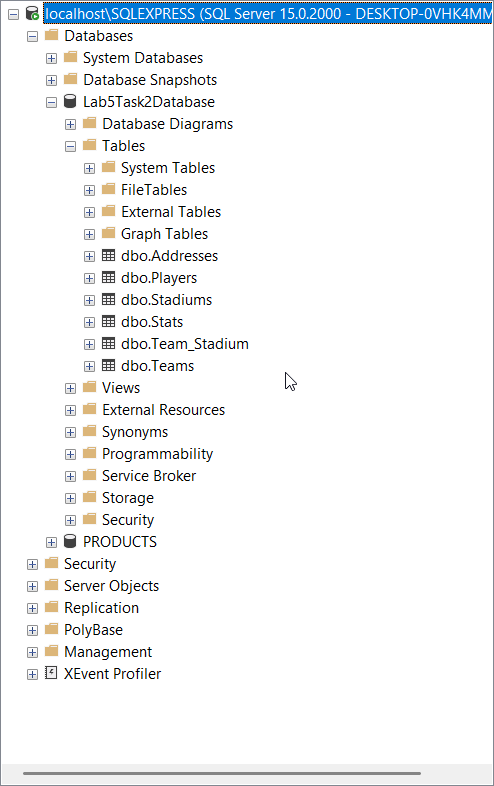 localhost\SQLEXPRESS (SQL Server 15.0.2000 - DESKTOP-0VHK4MM
Databases
System Databases
Database Snapshots
Lab5Task2Database
Database Diagrams
Tables
System Tables
FileTables
External Tables
Graph Tables
dbo.Addresses
dbo.Players
dbo.Stadiums
dbo.Stats
dbo.Team_Stadium
dbo.Teams
Views
External Resources
Synonyms
Programmability
Service Broker
Storage
Security
PRODUCTS
Security
Server Objects
Replication
PolyBase
Management
XEvent Profiler